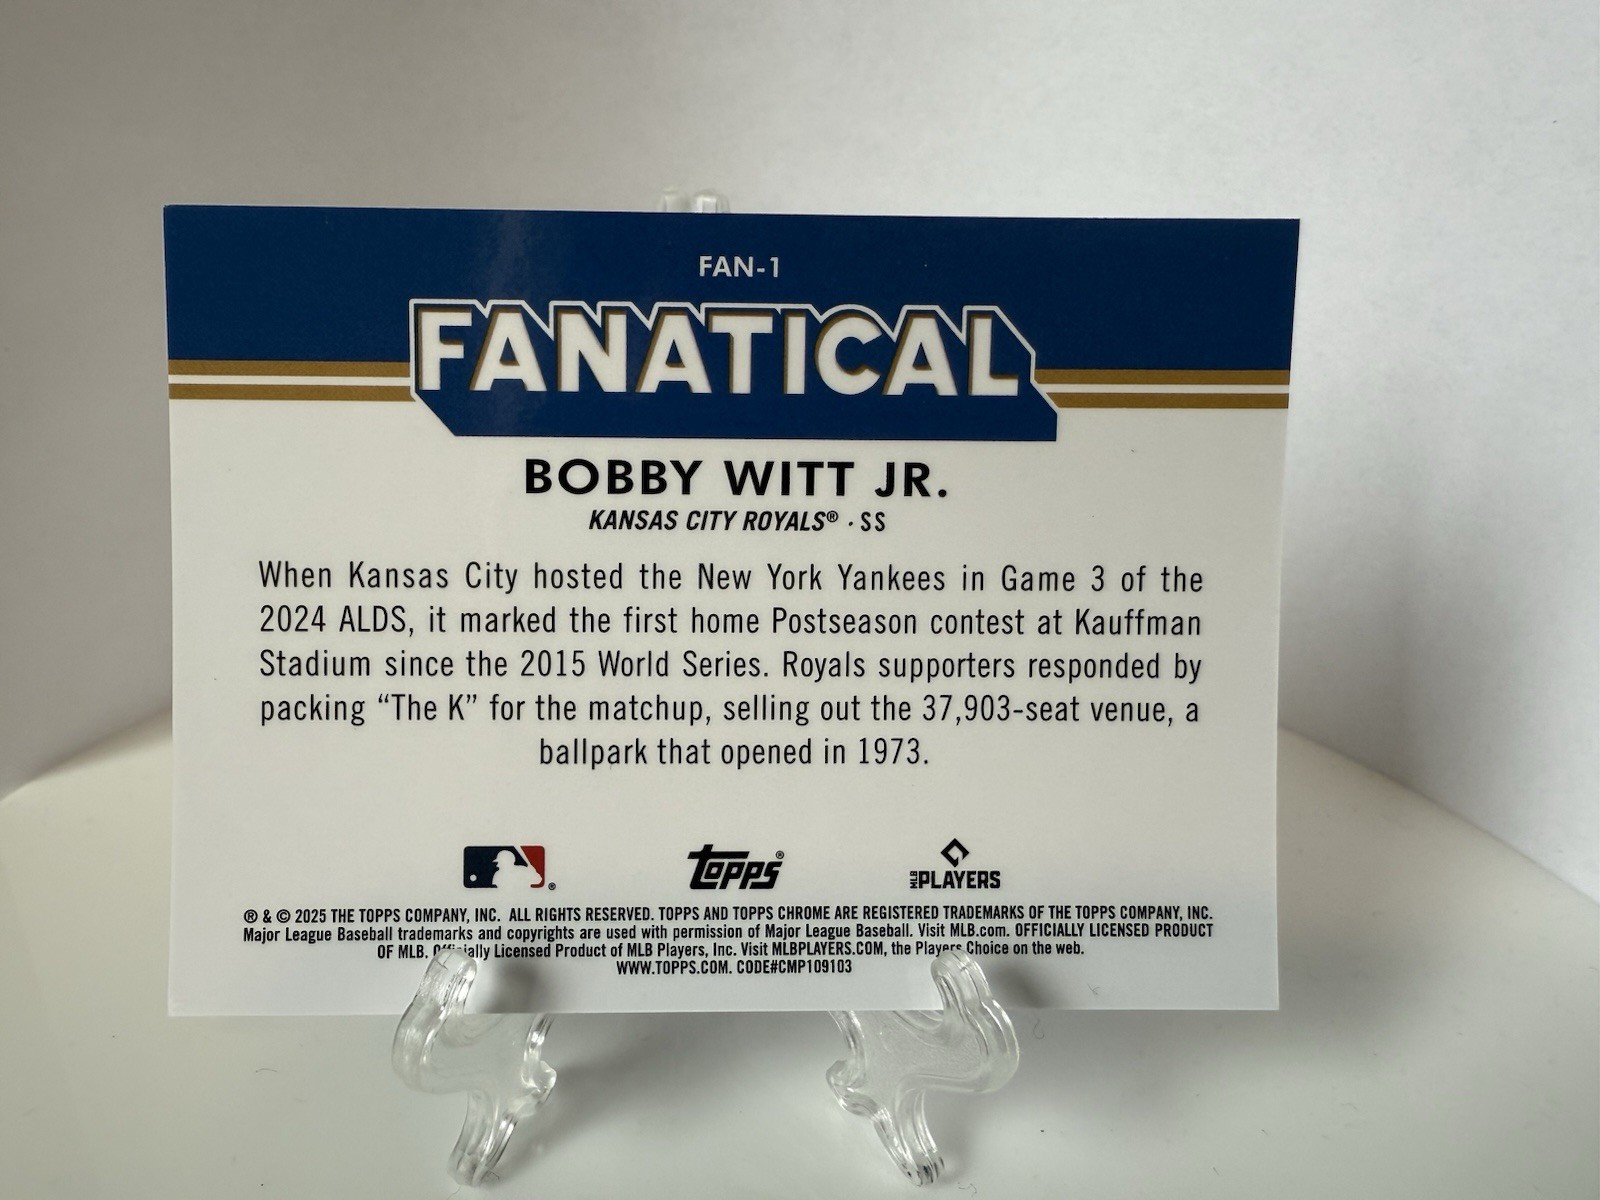 FAN-1
FANATICAL
BOBBY WITT JR.
KANSAS CITY ROYALS® · SS
When Kansas City hosted the New York Yankees in Game 3 of the
2024 ALDS, it marked the first home Postseason contest at Kauffman
Stadium since the 2015 World Series. Royals supporters responded by
packing “The K” for the matchup, selling out the 37,903-seat venue, a
ballpark that opened in 1973.
® topps® MLB PLAYERS
® & © 2025 THE TOPPS COMPANY, INC. ALL RIGHTS RESERVED. TOPPS AND TOPPS CHROME ARE REGISTERED TRADEMARKS OF THE TOPPS COMPANY, INC.
Major League Baseball trademarks and copyrights are used with permission of Major League Baseball. Visit MLB.com. OFFICIALLY LICENSED PRODUCT
OF MLB. Officially Licensed Product of MLB Players, Inc. Visit MLBPLAYERS.COM, the Players Choice on the web.
WWW.TOPPS.COM. CODE#CMP109103